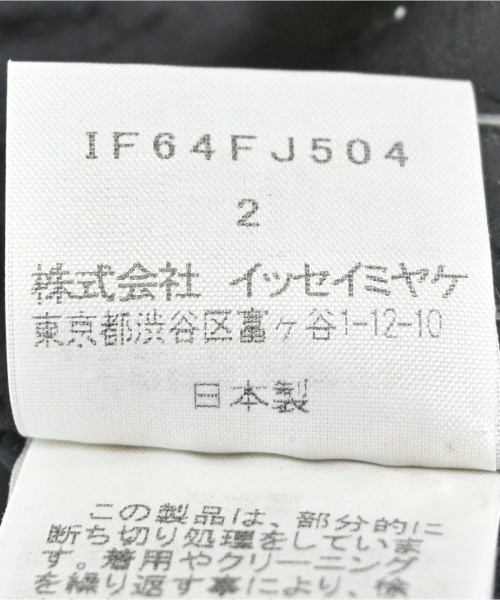 IF64FJ504
2
株式会社 イッセイミヤケ
東京都渋谷区富ヶ谷1-12-10
日本製
この製品は、部分的に
断ち切り処理をしていま
す。着用やクリーニング
を繰り返す事により、